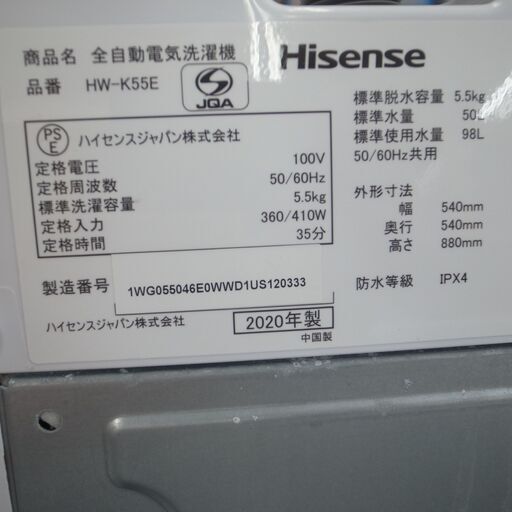 商品名 全自動電気洗濯機
品番 HW-K55E
JQA
Hisense
PS
E
ハイセンスジャパン株式会社
定格電圧 100V
定格周波数 50/60Hz
標準洗濯容量 5.5kg
定格入力 360/410W
定格時間 35分
標準脱水容量 5.5kg
標準水量 50L
標準使用水量 98L
50/60Hz共用
外形寸法
幅 540mm
奥行 540mm
高さ 880mm
製造番号 1WG055046E0WWD1US120333
防水等級 IPX4
ハイセンスジャパン株式会社
2020年製
中国製